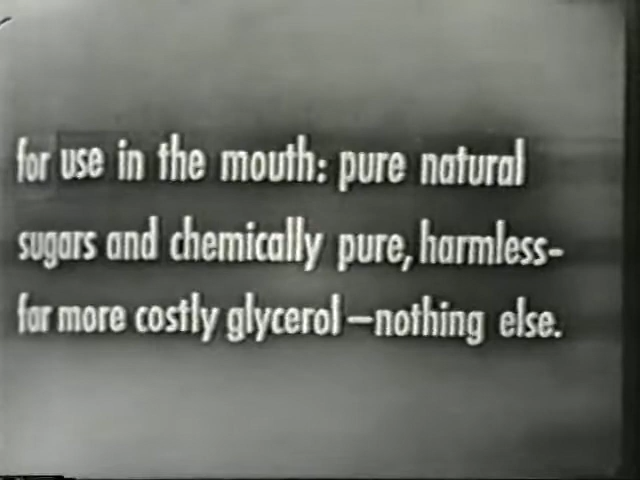 for use in the mouth: pure natural
sugars and chemically pure, harmless-
far more costly glycerol—nothing else.